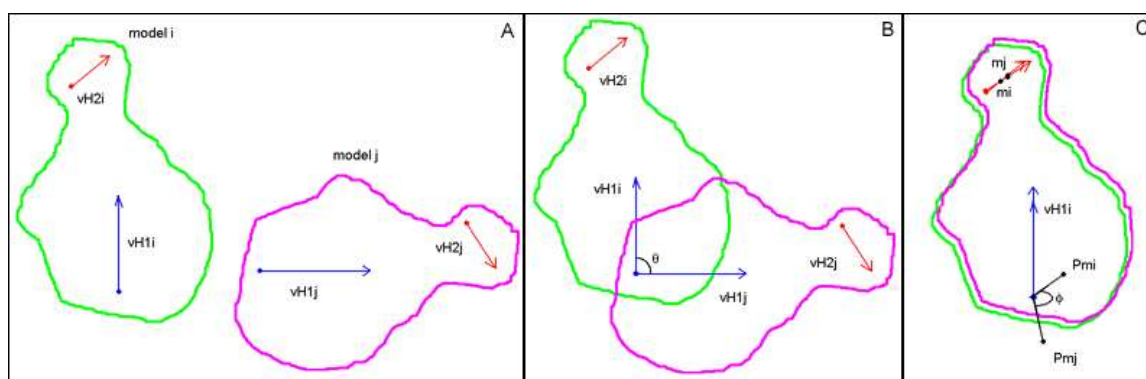 A
model i
vH2i
vH1i
model j
vH2j
vH1j
B
vH2i
vH1i
θ
vH2j
vH1j
C
mj
mi
vH1i
Pmi
ϕ
Pmj